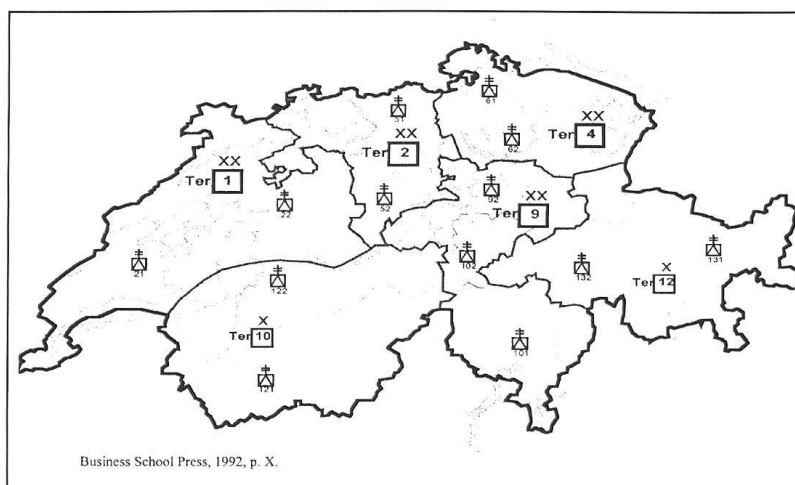 61
51
XX
Ter 4
XX
Ter 2
62
XX
Ter 1
92
XX
52
22
Ter 9
131
102
21
132
X
Ter 12
122
X
Ter 10
101
121
Business School Press, 1992, p. X.